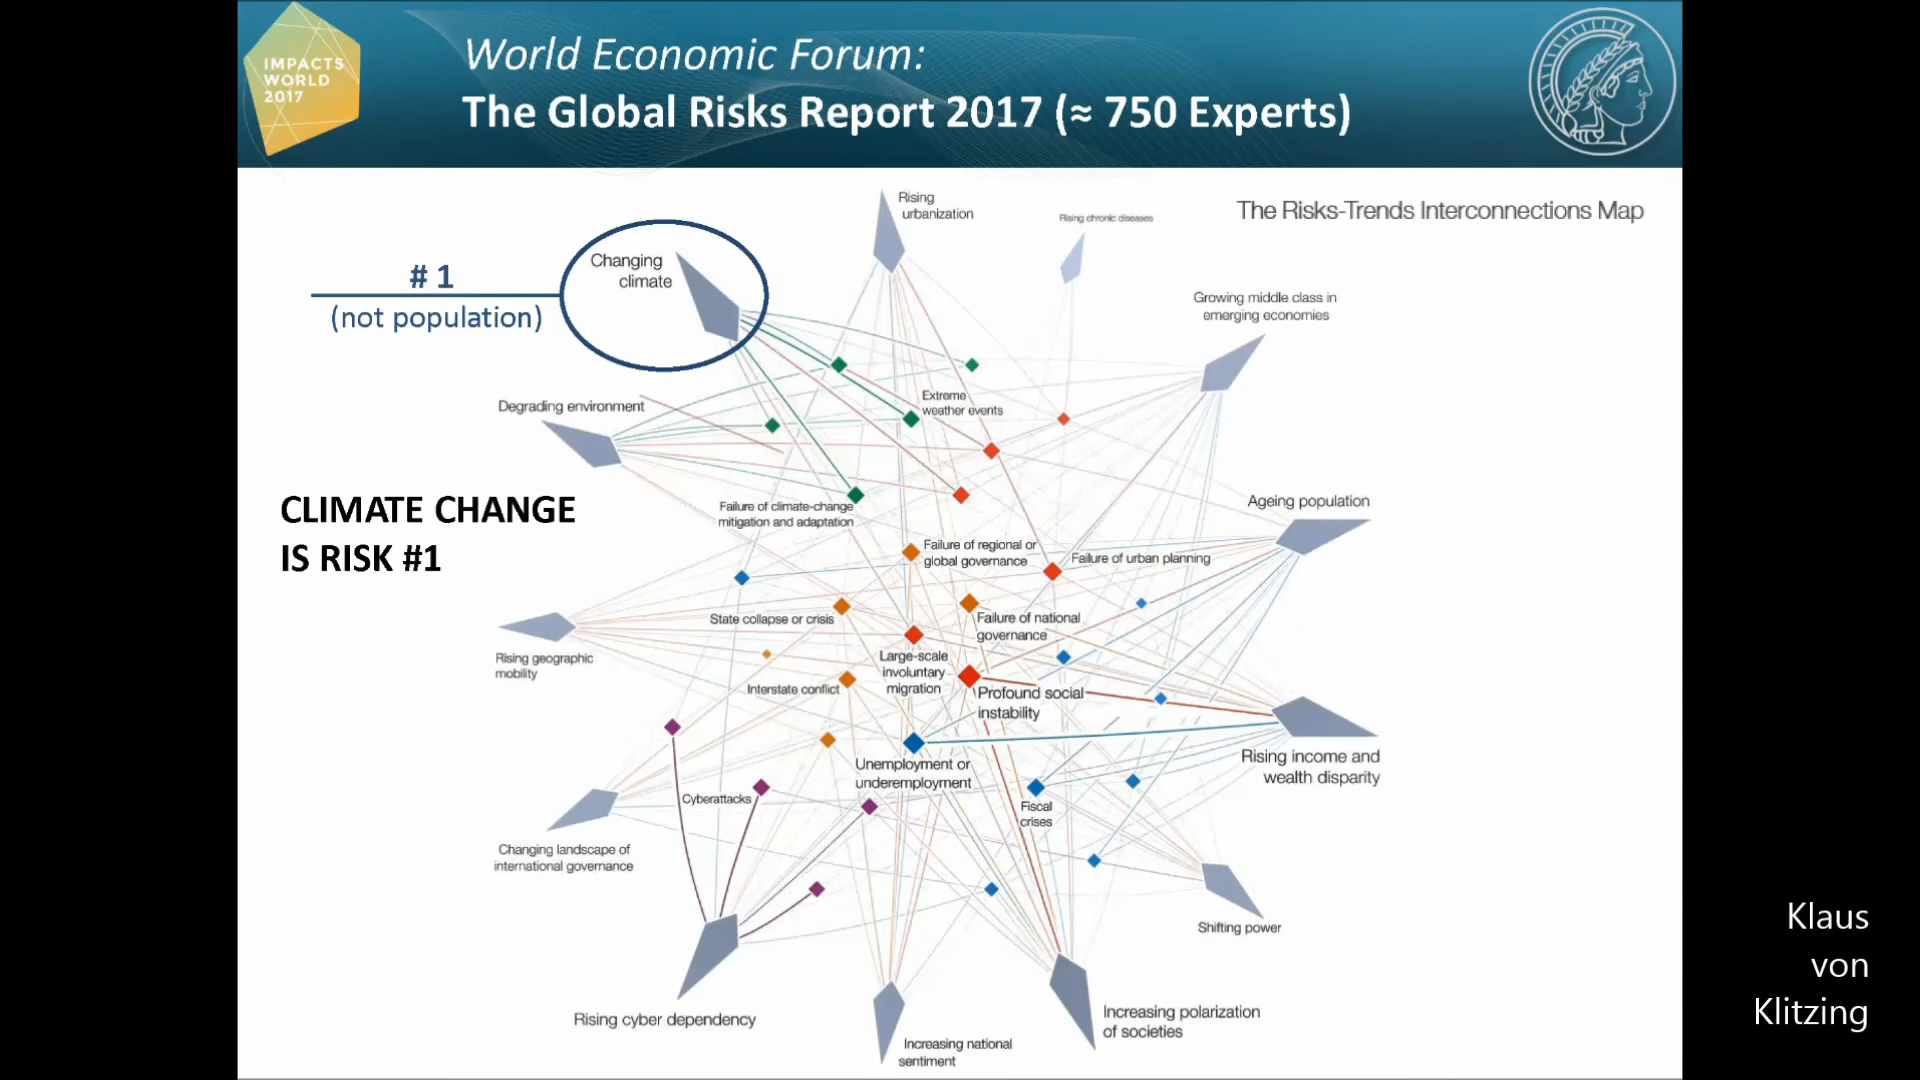 IMPACTS
WORLD
2017
World Economic Forum:
The Global Risks Report 2017 (≈ 750 Experts)
The Risks-Trends Interconnections Map
Rising
urbanization
Rising chronic diseases
Changing
climate
# 1
(not population)
Growing middle class in
emerging economies
Degrading environment
Extreme
weather events
CLIMATE CHANGE
IS RISK #1
Ageing population
Failure of climate-change
mitigation and adaptation
Failure of regional or
global governance
Failure of urban planning
State collapse or crisis
Failure of national
governance
Rising geographic
mobility
Large-scale
involuntary
migration
Interstate conflict
Profound social
instability
Unemployment or
underemployment
Rising income and
wealth disparity
Cyberattacks
Fiscal
crises
Changing landscape of
international governance
Shifting power
Rising cyber dependency
Increasing national
sentiment
Increasing polarization
of societies
Klaus
von
Klitzing